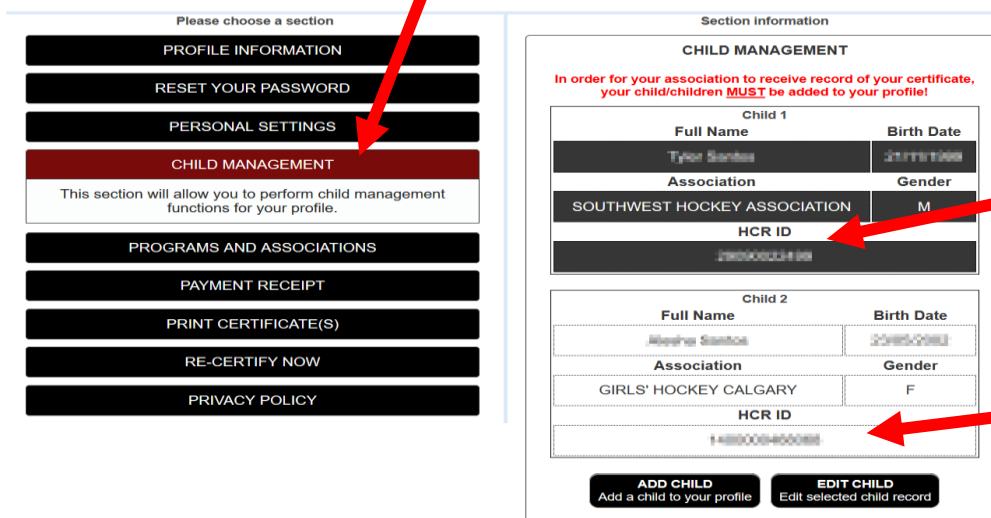 Please choose a section
PROFILE INFORMATION
RESET YOUR PASSWORD
PERSONAL SETTINGS
CHILD MANAGEMENT
This section will allow you to perform child management
functions for your profile.
PROGRAMS AND ASSOCIATIONS
PAYMENT RECEIPT
PRINT CERTIFICATE(S)
RE-CERTIFY NOW
PRIVACY POLICY
Section information
CHILD MANAGEMENT
In order for your association to receive record of your certificate,
your child/children MUST be added to your profile!
Child 1
Full Name Birth Date
Association Gender
SOUTHWEST HOCKEY ASSOCIATION M
HCR ID
Child 2
Full Name Birth Date
Association Gender
GIRLS' HOCKEY CALGARY F
HCR ID
ADD CHILD
Add a child to your profile
EDIT CHILD
Edit selected child record